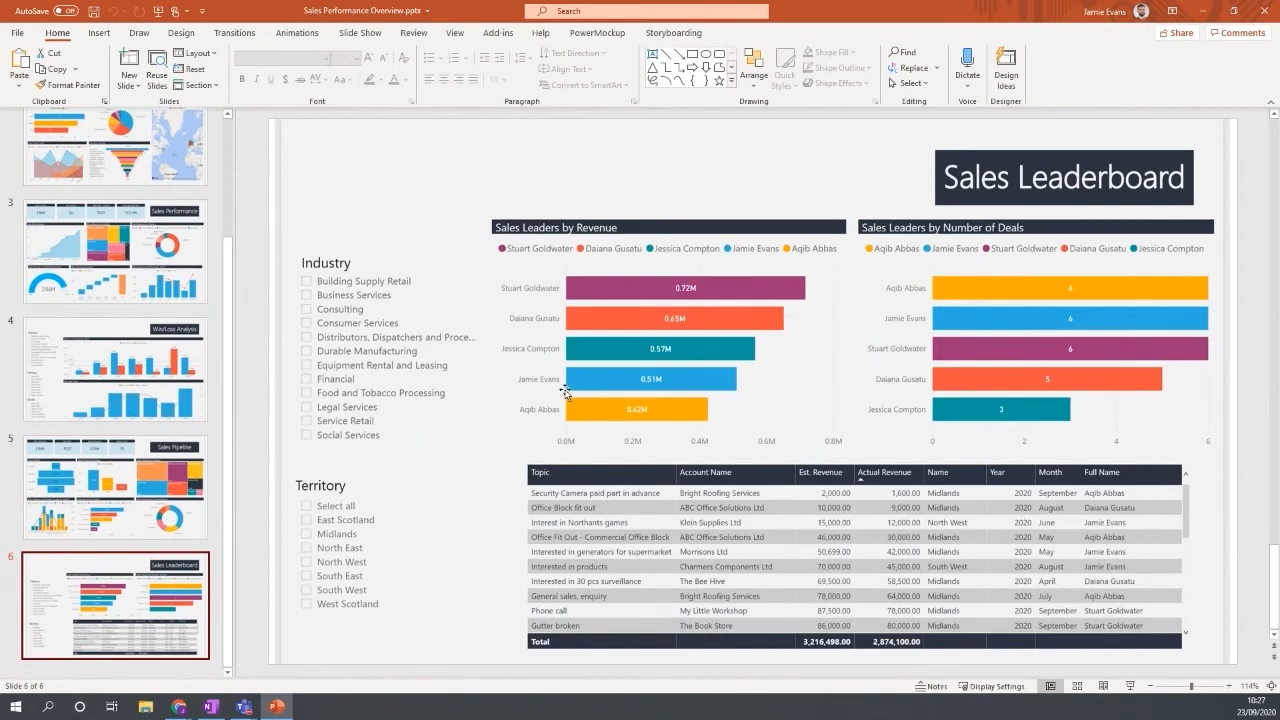 AutoSave Off
Sales Performance Overview.pptx
Search
Jamie Evans
File Home Insert Draw Design Transitions Animations Slide Show Review View Help Add-ins PowerMockup Storyboarding Share Comments
Paste Cut Copy Format Painter
Clipboard
New Slide Reuse Slides Layout Reset Section
Slides
Font
Text Direction Align Text Convert to SmartArt
Paragraph
Arrange Quick Styles Shape Fill Shape Outline Shape Effects
Drawing
Find Replace Select
Editing
Dictate
Voice
Design Ideas
Designer
3
Sales Performance
4
Win/Loss Analysis
5
Sales Pipeline
6
Sales Leaderboard
Sales Leaderboard
Sales Leaders by Revenue
Stuart Goldwater Daiana Gusatu Jessica Compton Jamie Evans Aqib Abbas
Stuart Goldwater 0.72M
Daiana Gusatu 0.65M
Jessica Compton 0.57M
Jamie Evans 0.51M
Aqib Abbas 0.42M
0.0M 0.2M 0.4M 0.6M 0.8M
Sales Leaders by Number of Deals
Aqib Abbas Jamie Evans Stuart Goldwater Daiana Gusatu Jessica Compton
Aqib Abbas 6
Jamie Evans 6
Stuart Goldwater 6
Daiana Gusatu 5
Jessica Compton 3
0 2 4 6
Industry
Building Supply Retail
Business Services
Consulting
Consumer Services
Distributors, Dispatchers and Proce...
Durable Manufacturing
Equipment Rental and Leasing
Financial
Food and Tobacco Processing
Legal Services
Service Retail
Social Services
Territory
Select all
East Scotland
Midlands
North East
North West
South East
South West
West Scotland
Topic Account Name Est. Revenue Actual Revenue Name Year Month Full Name
Security Camera paid part in advance Bright Roofing Services 2,000.00 1,600.00 Midlands 2020 September Aqib Abbas
Office Block fit out ABC Office Solutions Ltd 10,000.00 9,000.00 Midlands 2020 August Daiana Gusatu
Interest in Northants games Klein Supplies Ltd 15,000.00 12,000.00 North West 2020 June Jamie Evans
Office Fit Out - Commercial Office Block ABC Office Solutions Ltd 46,000.00 30,000.00 Midlands 2020 May Aqib Abbas
Interested in generators for supermarket Morrisons Ltd 50,699.00 42,000.00 Midlands 2020 May Jamie Evans
Interested in products Charmers Components Ltd 70,000.00 South West 2020 August Jamie Evans
Interested in 30 pcs surveillance The Bee Hive 58,500.00 58,500.00 Midlands 2020 April Daiana Gusatu
General sales, enquiry Bright Roofing Services 78,000.00 64,000.00 Midlands 2020 July Aqib Abbas
Phone call My Little Workshop 87,500.00 78,000.00 Midlands 2020 September Stuart Goldwater
Gutter broken The Book Store 80,000.00 Midlands 2020 September Stuart Goldwater
Total 3,216,498.00 2,874,100.00
Slide 6 of 6
Notes Display Settings 114%
10:27
23/09/2020